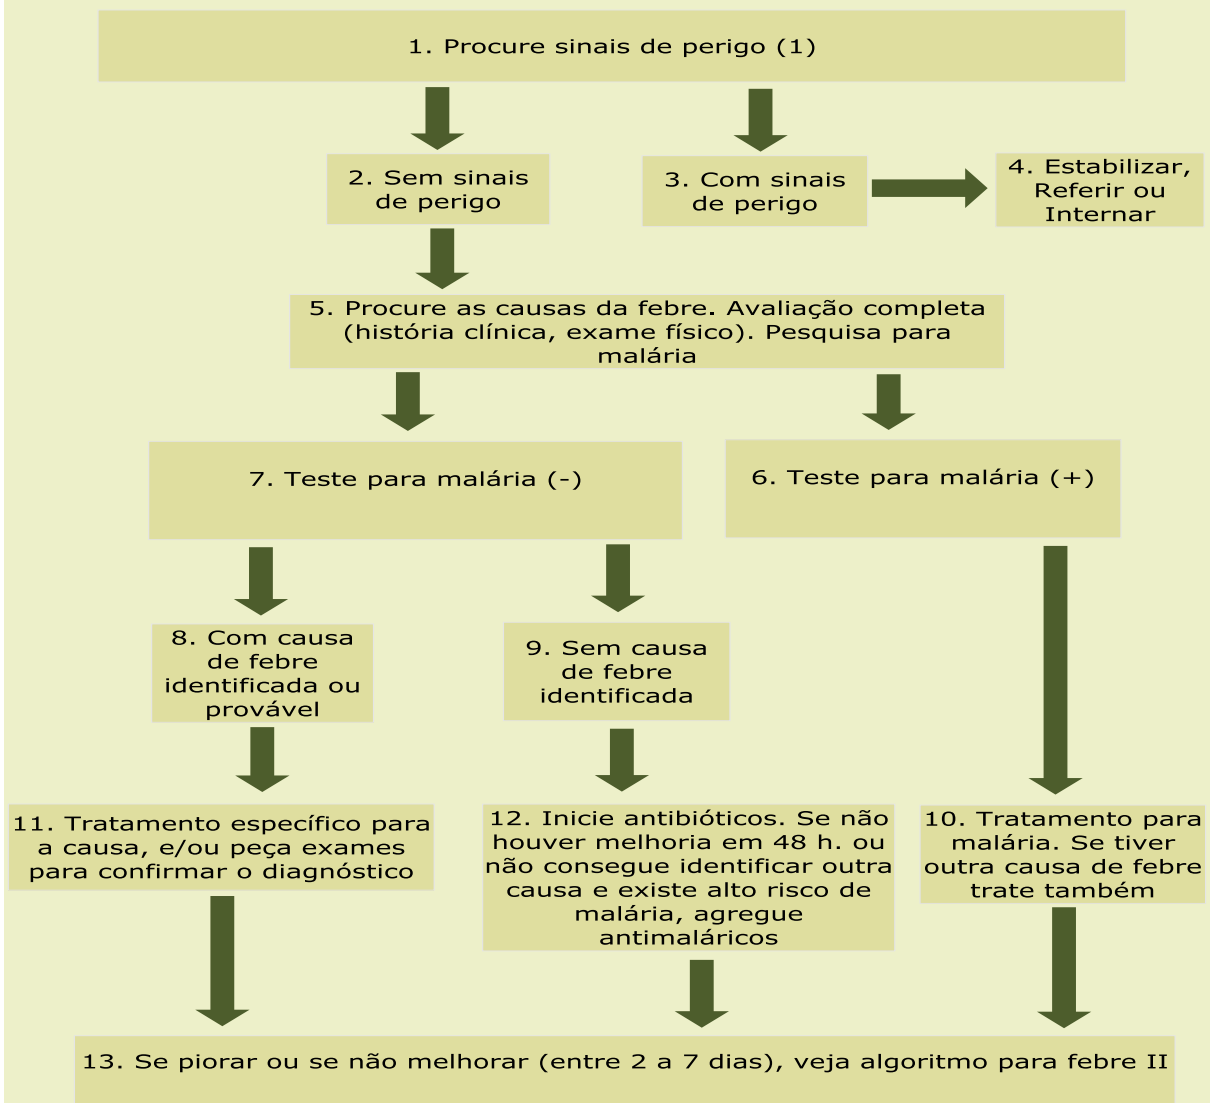 1. Procure sinais de perigo (1)
2. Sem sinais
de perigo
3. Com sinais
de perigo
4. Estabilizar,
Referir ou
Internar
5. Procure as causas da febre. Avaliação completa
(história clínica, exame físico). Pesquisa para
malária
7. Teste para malária (-)
6. Teste para malária (+)
8. Com causa
de febre
identificada ou
provável
9. Sem causa
de febre
identificada
11. Tratamento específico para
a causa, e/ou peça exames
para confirmar o diagnóstico
12. Inicie antibióticos. Se não
houver melhoria em 48 h. ou
não consegue identificar outra
causa e existe alto risco de
malária, agregue
antimaláricos
10. Tratamento para
malária. Se tiver
outra causa de febre
trate também
13. Se piorar ou se não melhorar (entre 2 a 7 dias), veja algoritmo para febre II